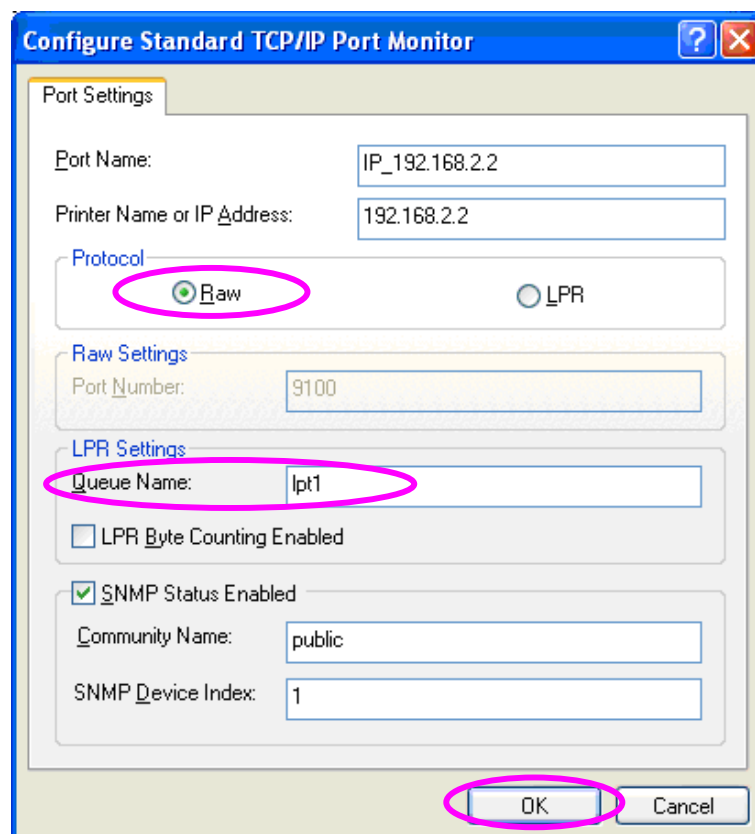 Configure Standard TCP/IP Port Monitor
Port Settings
Port Name: IP_192.168.2.2
Printer Name or IP Address: 192.168.2.2
Protocol
Raw LPR
Raw Settings
Port Number: 9100
LPR Settings
Queue Name: lpt1
LPR Byte Counting Enabled
SNMP Status Enabled
Community Name: public
SNMP Device Index: 1
OK Cancel